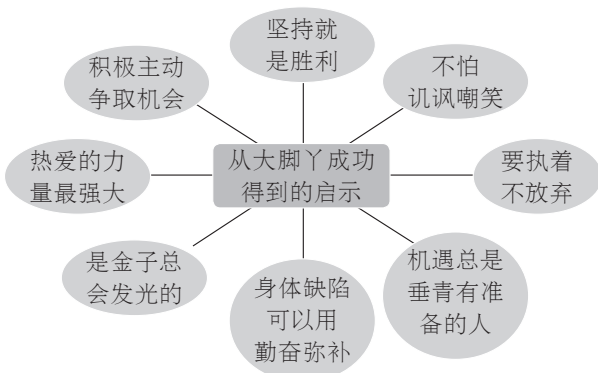 坚持就
是胜利
积极主动
争取机会
不怕
讥讽嘲笑
热爱的力
量最强大
从大脚丫成功
得到的启示
要执着
不放弃
是金子总
会发光的
身体缺陷
可以用
勤奋弥补
机遇总是
垂青有准
备的人